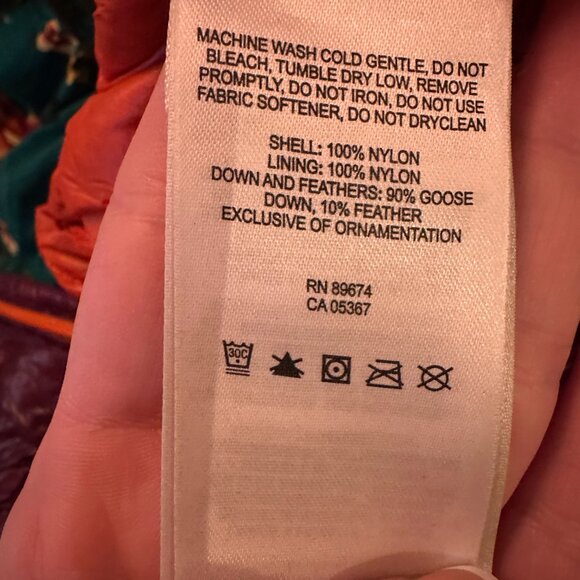 MACHINE WASH COLD GENTLE, DO NOT
BLEACH, TUMBLE DRY LOW, REMOVE
PROMPTLY, DO NOT IRON, DO NOT USE
FABRIC SOFTENER, DO NOT DRYCLEAN
SHELL: 100% NYLON
LINING: 100% NYLON
DOWN AND FEATHERS: 90% GOOSE
DOWN, 10% FEATHER
EXCLUSIVE OF ORNAMENTATION
RN 89674
CA 05367
30C